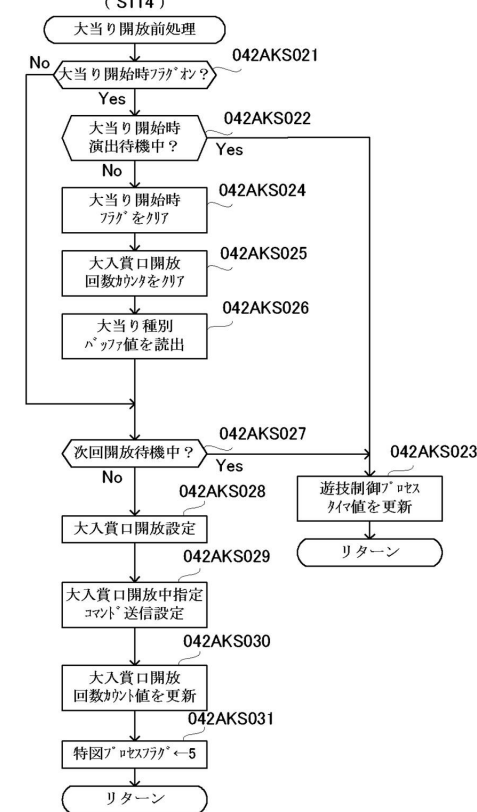 (S114)
大当り開放前処理
042AKS021
No
大当り開始時フラグオン?
Yes
042AKS022
大当り開始時
演出待機中?
Yes
No
042AKS024
大当り開始時
フラグをクリア
042AKS025
大入賞口開放
回数カウンタをクリア
042AKS026
大当り種別
バッファ値を読出
042AKS027
次回開放待機中?
Yes
No
042AKS023
遊技制御プロセス
タイマ値を更新
リターン
042AKS028
大入賞口開放設定
042AKS029
大入賞口開放中指定
コマンド送信設定
042AKS030
大入賞口開放
回数カウント値を更新
042AKS031
特図プロセスフラグ←5
リターン